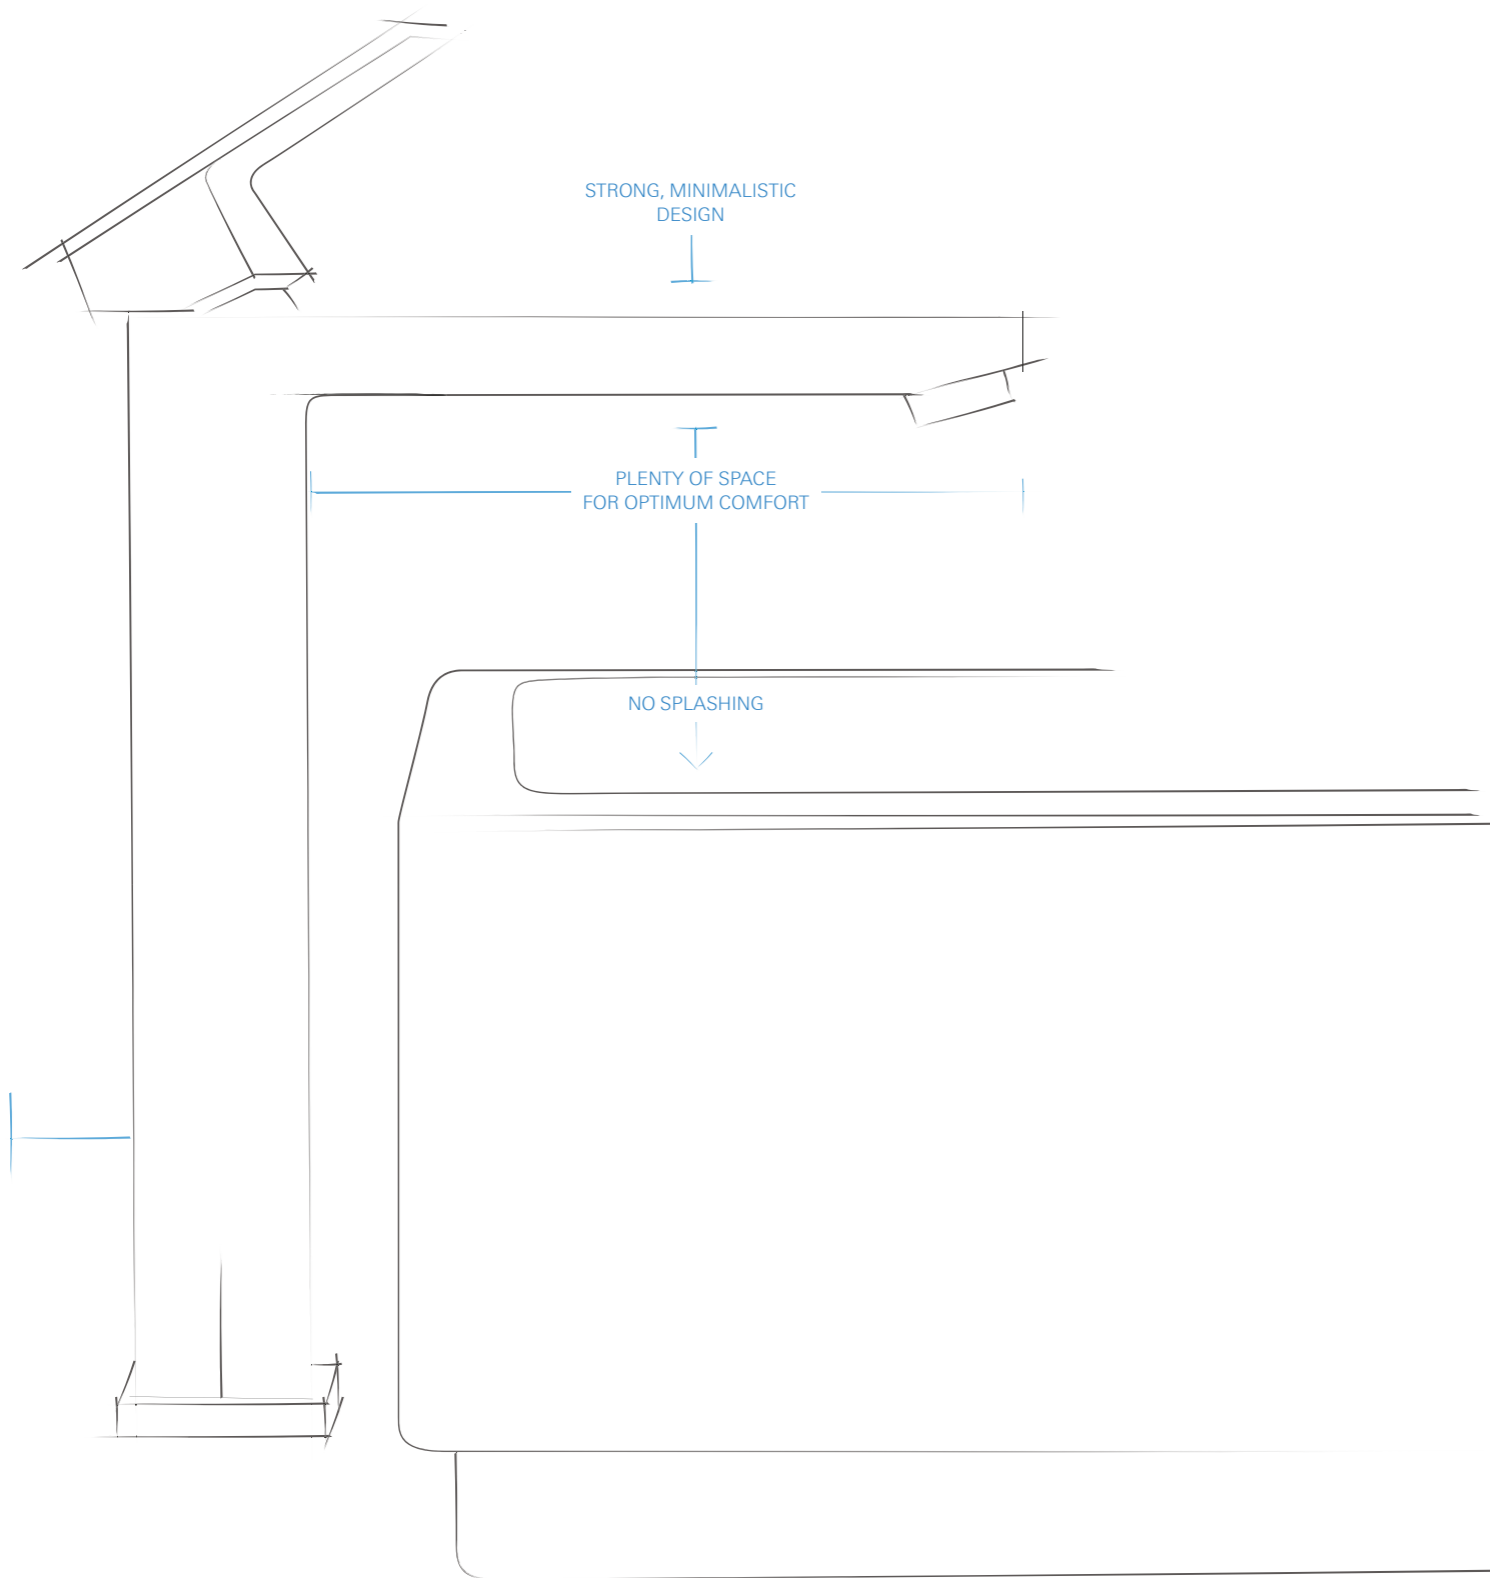 STRONG, MINIMALISTIC
DESIGN
PLENTY OF SPACE
FOR OPTIMUM COMFORT
NO SPLASHING